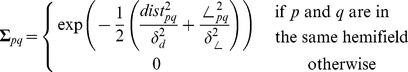 Σ_pq = { exp(−1/2 (dist²_pq/δ²_d + ∠²_pq/δ²_∠)) if p and q are in
the same hemifield
0 otherwise